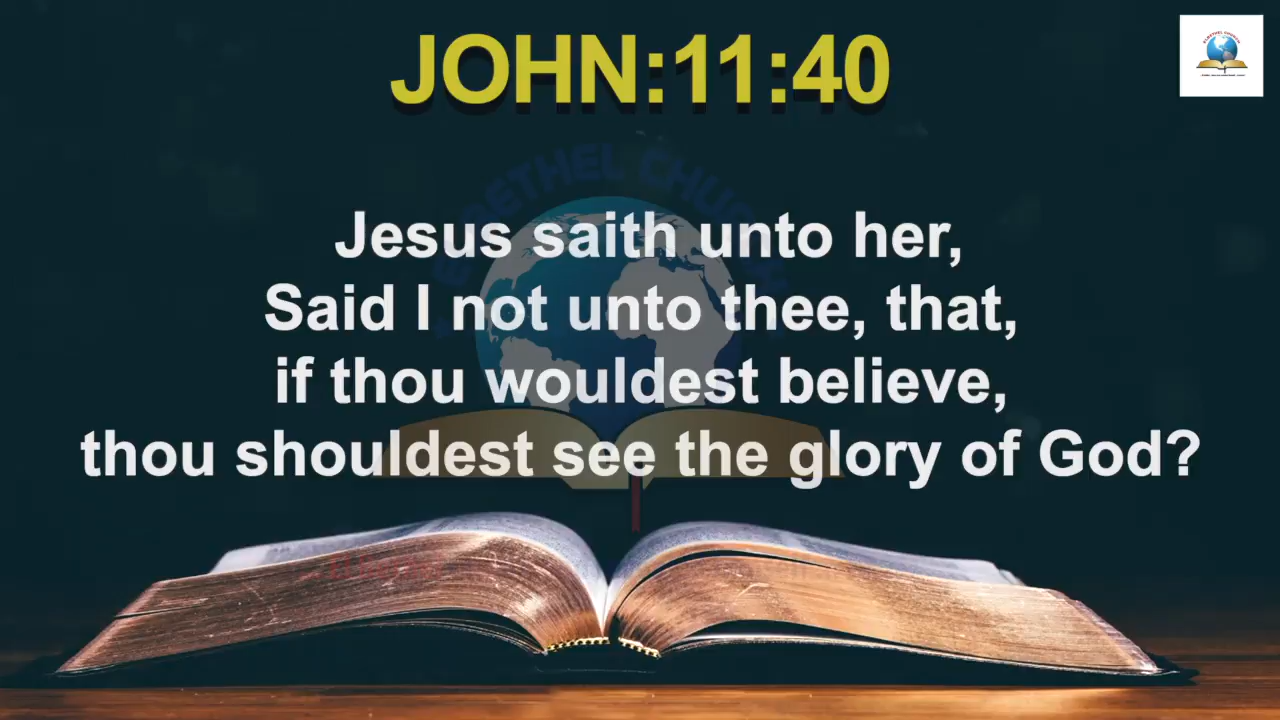 JOHN:11:40
Jesus saith unto her,
Said I not unto thee, that,
if thou wouldest believe,
thou shouldest see the glory of God?